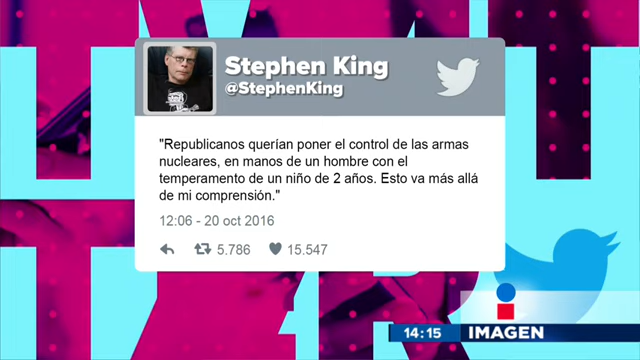 Stephen King
@StephenKing
"Republicanos querían poner el control de las armas
nucleares, en manos de un hombre con el
temperamento de un niño de 2 años. Esto va más allá
de mi comprensión."
12:06 - 20 oct 2016
5.786 15.547
14:15 IMAGEN